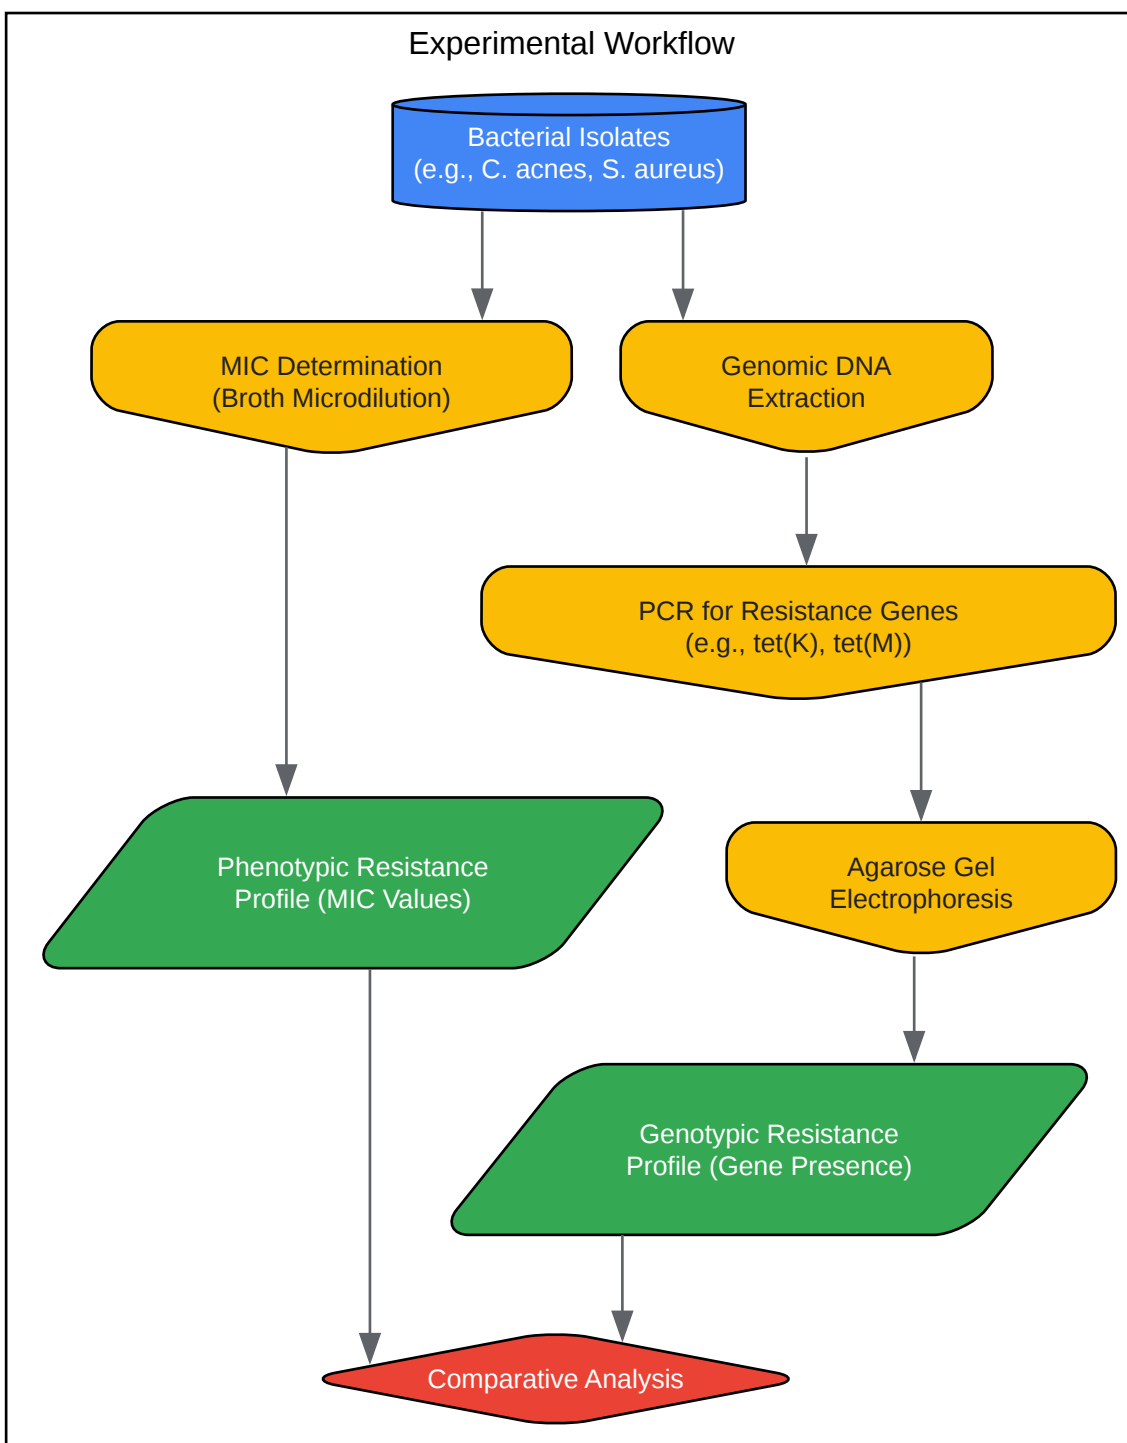 Experimental Workflow
Bacterial Isolates
(e.g., C. acnes, S. aureus)
MIC Determination
(Broth Microdilution)
Genomic DNA
Extraction
PCR for Resistance Genes
(e.g., tet(K), tet(M))
Phenotypic Resistance
Profile (MIC Values)
Agarose Gel
Electrophoresis
Genotypic Resistance
Profile (Gene Presence)
Comparative Analysis